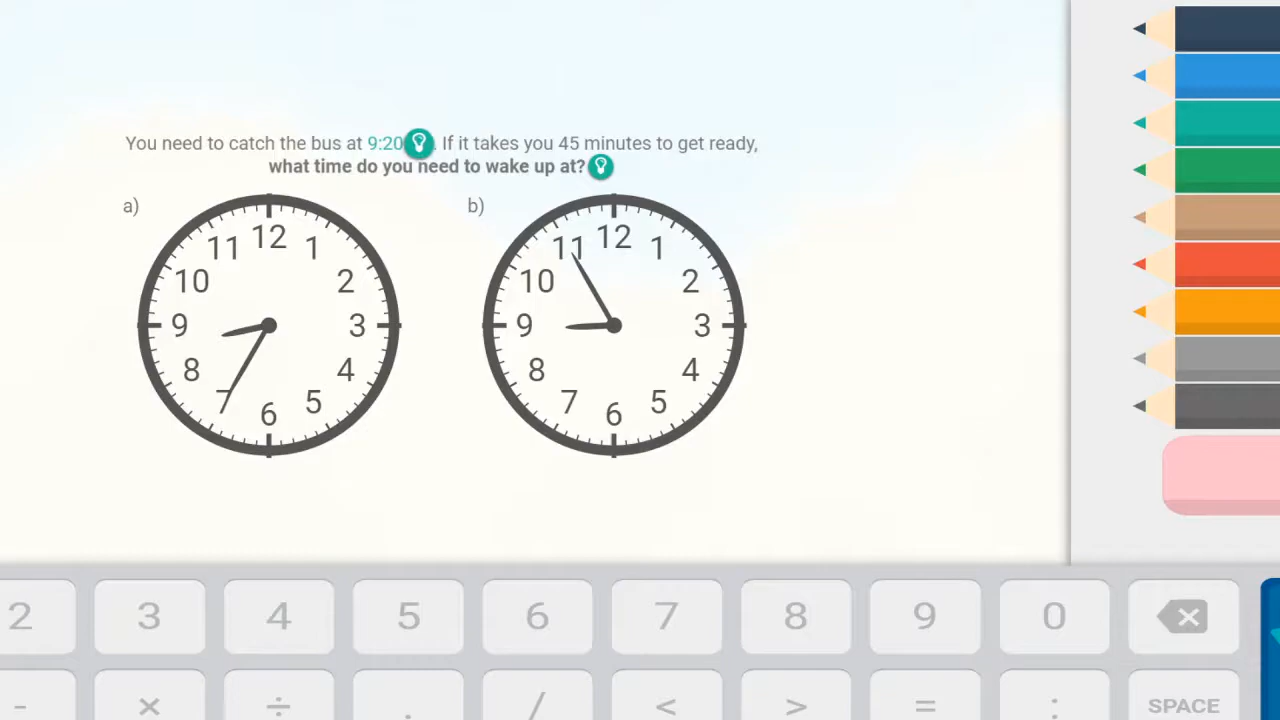 You need to catch the bus at 9:20. If it takes you 45 minutes to get ready,
what time do you need to wake up at?
a)
b)
12 1 2 3 4 5 6 7 8 9 10 11
12 1 2 3 4 5 6 7 8 9 10 11
2 3 4 5 6 7 8 9 0
- × ÷ . / < > = : SPACE